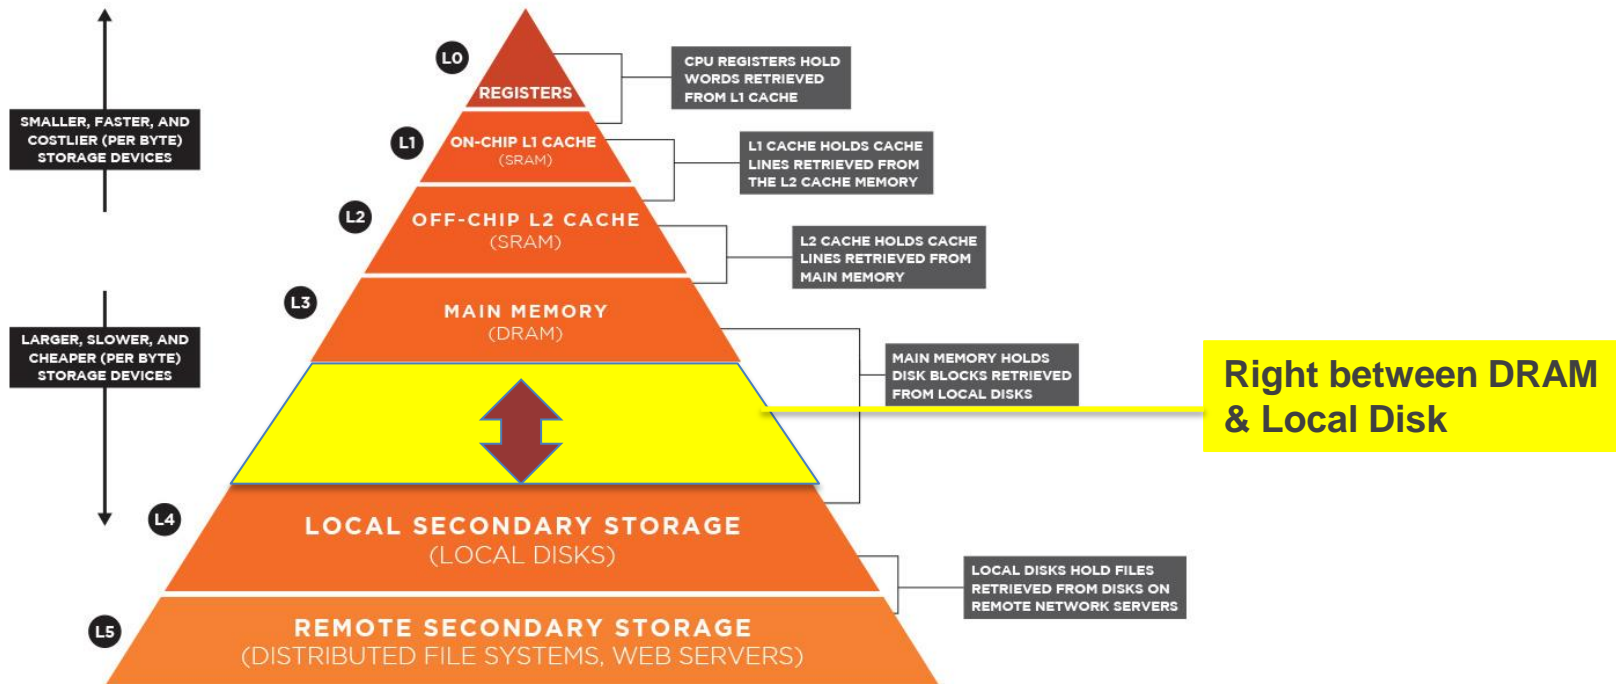 L0
REGISTERS
CPU REGISTERS HOLD
WORDS RETRIEVED
FROM L1 CACHE
SMALLER, FASTER, AND
COSTLIER (PER BYTE)
STORAGE DEVICES
L1
ON-CHIP L1 CACHE
(SRAM)
L1 CACHE HOLDS CACHE
LINES RETRIEVED FROM
THE L2 CACHE MEMORY
L2
OFF-CHIP L2 CACHE
(SRAM)
L2 CACHE HOLDS CACHE
LINES RETRIEVED FROM
MAIN MEMORY
L3
MAIN MEMORY
(DRAM)
LARGER, SLOWER, AND
CHEAPER (PER BYTE)
STORAGE DEVICES
MAIN MEMORY HOLDS
DISK BLOCKS RETRIEVED
FROM LOCAL DISKS
Right between DRAM
& Local Disk
L4
LOCAL SECONDARY STORAGE
(LOCAL DISKS)
LOCAL DISKS HOLD FILES
RETRIEVED FROM DISKS ON
REMOTE NETWORK SERVERS
L5
REMOTE SECONDARY STORAGE
(DISTRIBUTED FILE SYSTEMS, WEB SERVERS)